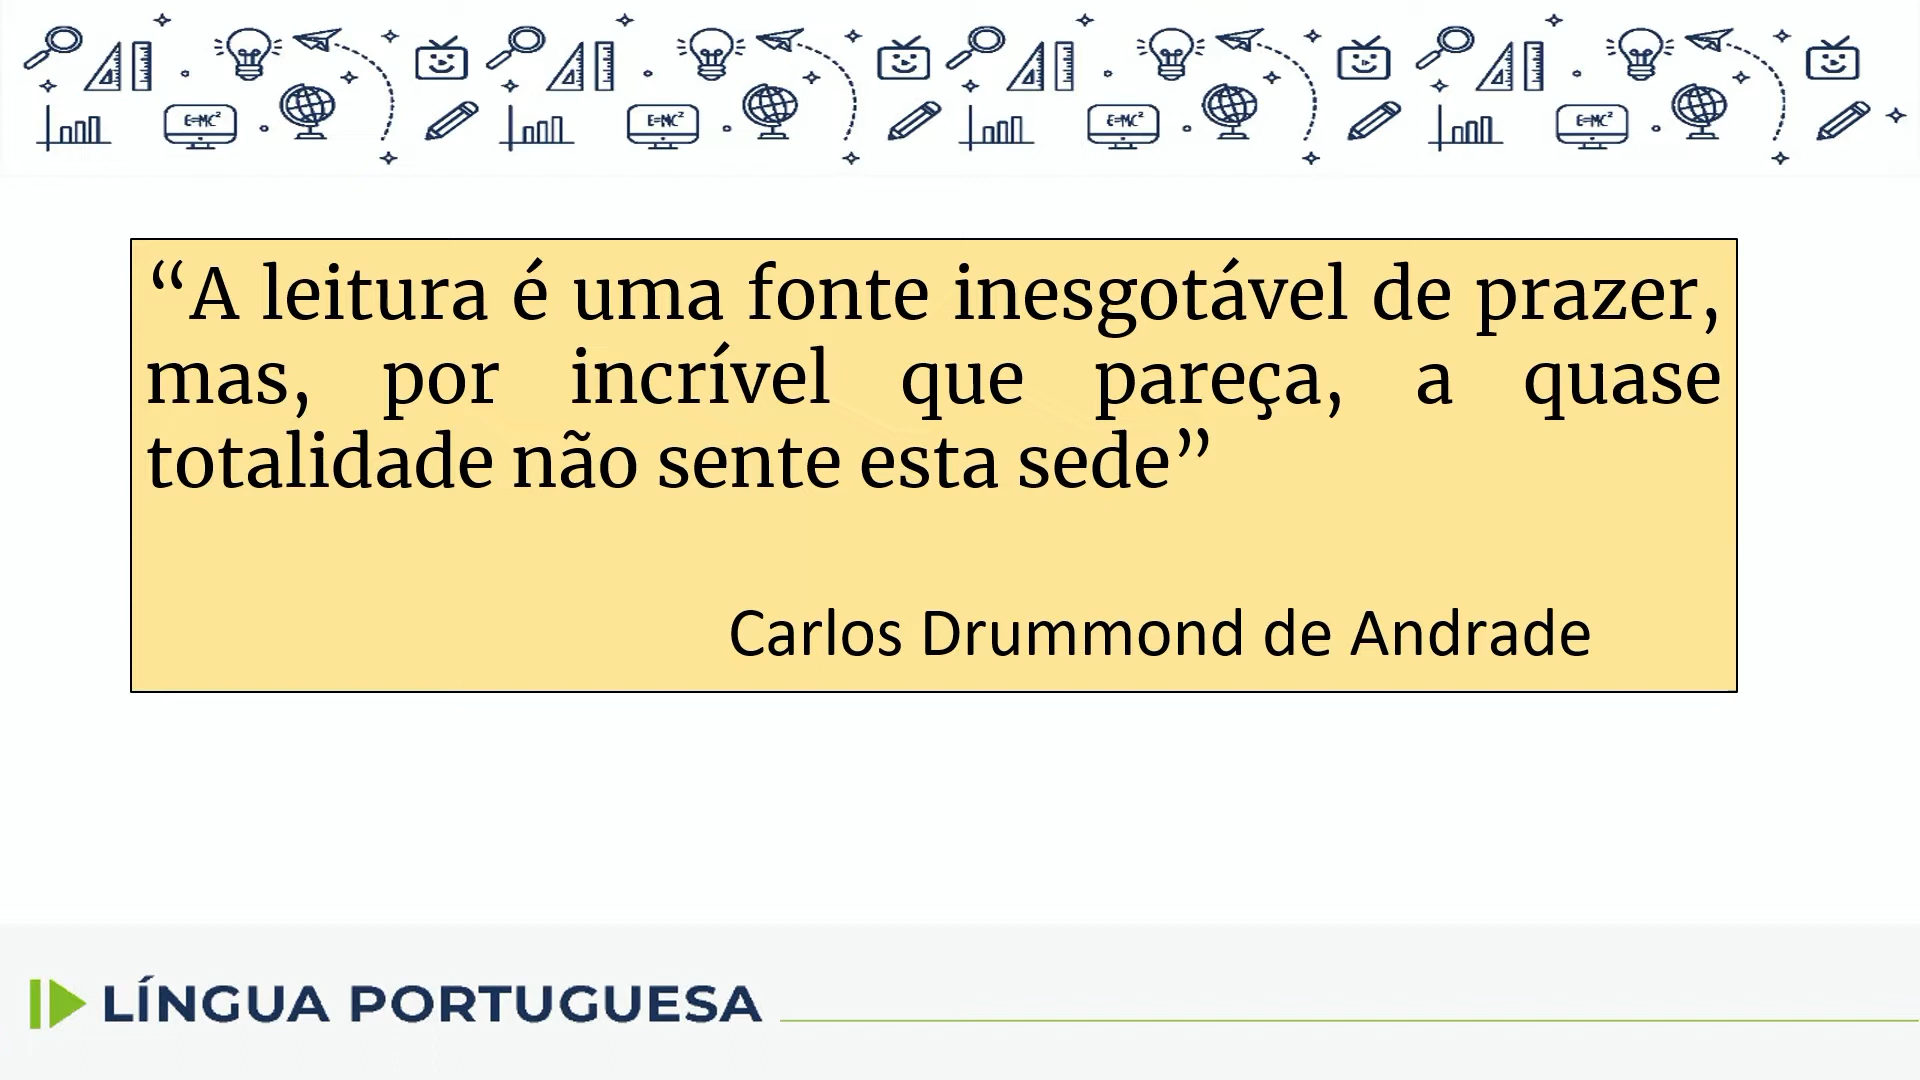 E=MC² E=MC² E=MC² E=MC²
“A leitura é uma fonte inesgotável de prazer,
mas, por incrível que pareça, a quase
totalidade não sente esta sede”
Carlos Drummond de Andrade
LÍNGUA PORTUGUESA